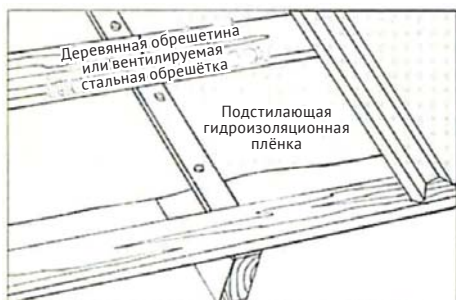 Деревянная обрешетина
или вентилируемая
стальная обрешётка
Подстилающая
гидроизоляционная
плёнка